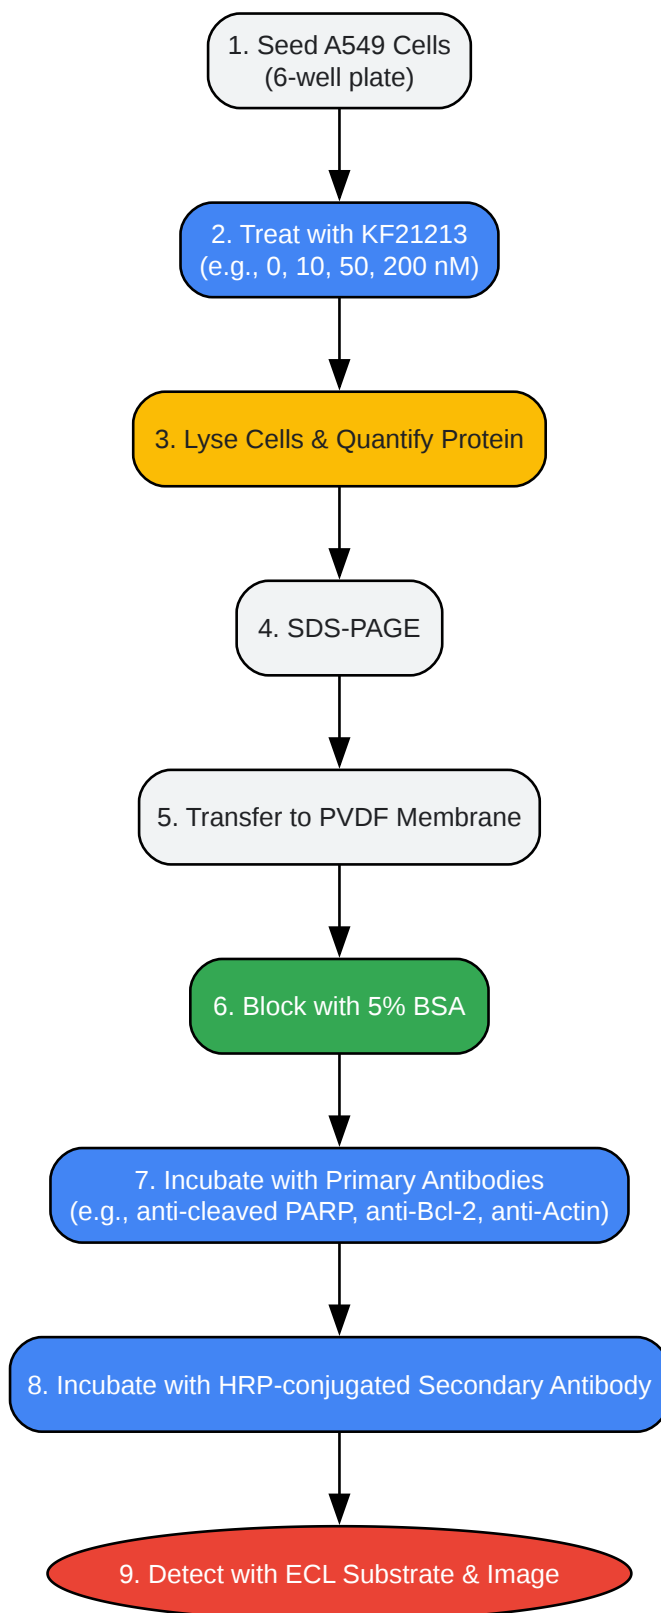 1. Seed A549 Cells
(6-well plate)
2. Treat with KF21213
(e.g., 0, 10, 50, 200 nM)
3. Lyse Cells & Quantify Protein
4. SDS-PAGE
5. Transfer to PVDF Membrane
6. Block with 5% BSA
7. Incubate with Primary Antibodies
(e.g., anti-cleaved PARP, anti-Bcl-2, anti-Actin)
8. Incubate with HRP-conjugated Secondary Antibody
9. Detect with ECL Substrate & Image